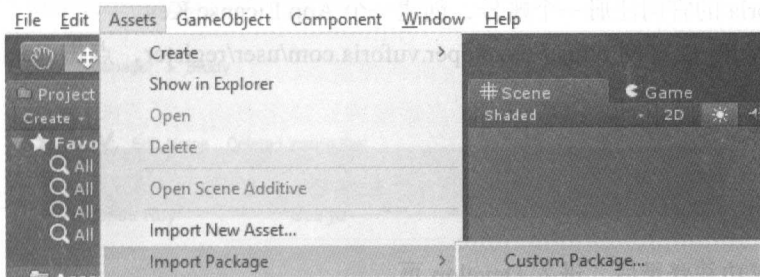 File Edit Assets GameObject Component Window Help
Create
Show in Explorer
Open
Delete
Open Scene Additive
Import New Asset...
Import Package
Custom Package...
Project
Create
Favo
All
All
All
All
Scene Game
Shaded 2D